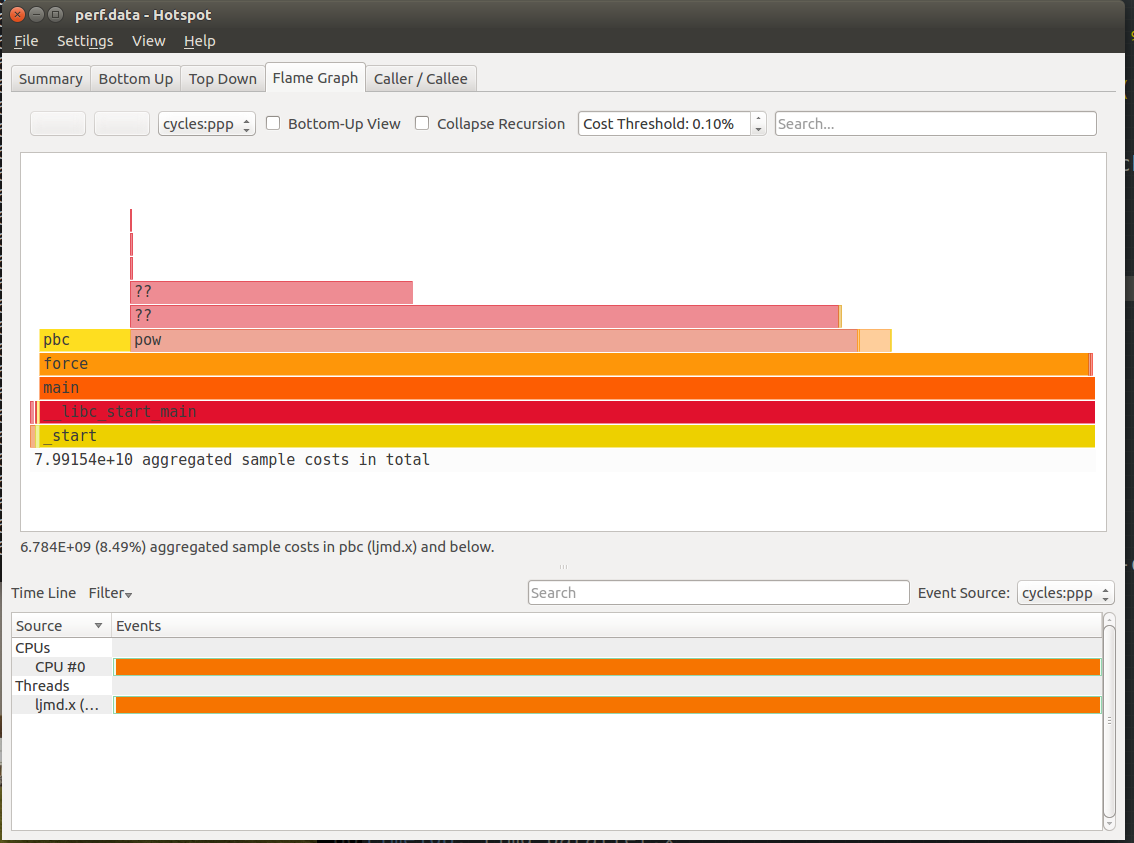 perf.data - Hotspot
File Settings View Help
Summary Bottom Up Top Down Flame Graph Caller / Callee
cycles:ppp Bottom-Up View Collapse Recursion Cost Threshold: 0.10% Search...
??
??
pbc pow
force
main
__libc_start_main
_start
7.99154e+10 aggregated sample costs in total
6.784E+09 (8.49%) aggregated sample costs in pbc (ljmd.x) and below.
Time Line Filter Search Event Source: cycles:ppp
Source Events
CPUs
CPU #0
Threads
ljmd.x (…